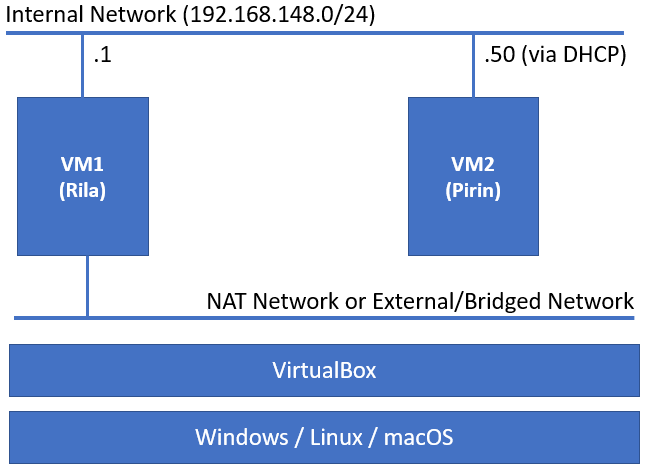 Internal Network (192.168.148.0/24)
.1
.50 (via DHCP)
VM1
(Rila)
VM2
(Pirin)
NAT Network or External/Bridged Network
VirtualBox
Windows / Linux / macOS